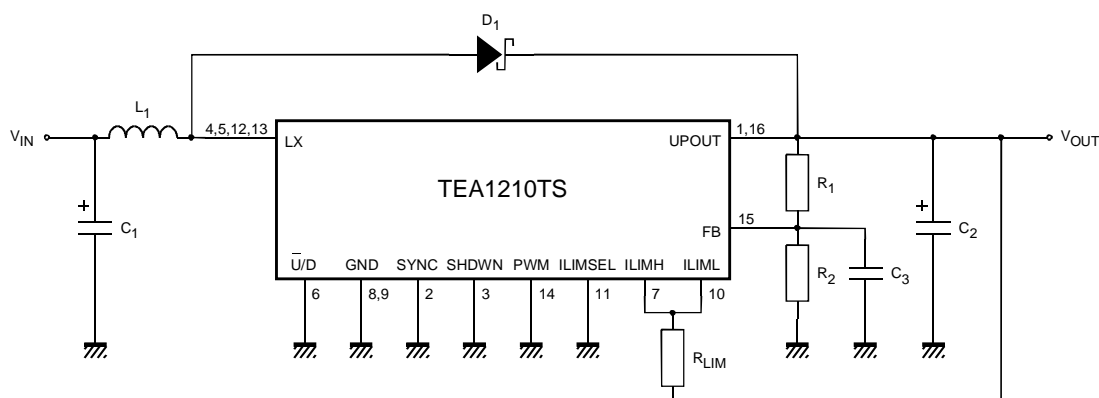 D1
L1
VIN
4,5,12,13
LX
UPOUT
1,16
VOUT
TEA1210TS
R1
+
C1
FB
15
+
C2
U̅/D
GND
SYNC
SHDWN
PWM
ILIMSEL
ILIMH
ILIML
R2
C3
6
8,9
2
3
14
11
7
10
RLIM